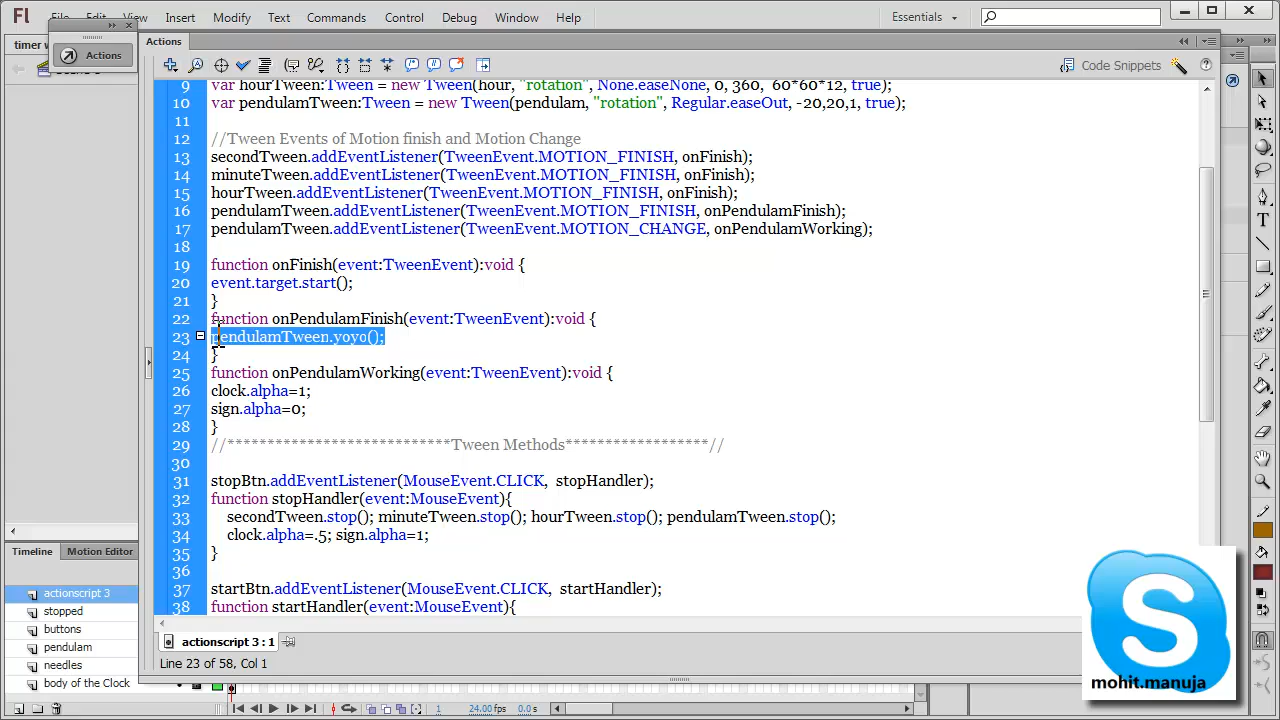 Fl File Edit View Insert Modify Text Commands Control Debug Window Help Essentials
timer w
Actions
Actions
Code Snippets
9 var hourTween:Tween = new Tween(hour, "rotation", None.easeNone, 0, 360, 60*60*12, true);
10 var pendulamTween:Tween = new Tween(pendulam, "rotation", Regular.easeOut, -20,20,1, true);
11
12 //Tween Events of Motion finish and Motion Change
13 secondTween.addEventListener(TweenEvent.MOTION_FINISH, onFinish);
14 minuteTween.addEventListener(TweenEvent.MOTION_FINISH, onFinish);
15 hourTween.addEventListener(TweenEvent.MOTION_FINISH, onFinish);
16 pendulamTween.addEventListener(TweenEvent.MOTION_FINISH, onPendulamFinish);
17 pendulamTween.addEventListener(TweenEvent.MOTION_CHANGE, onPendulamWorking);
18
19 function onFinish(event:TweenEvent):void {
20 event.target.start();
21 }
22 function onPendulamFinish(event:TweenEvent):void {
23 pendulamTween.yoyo();
24 }
25 function onPendulamWorking(event:TweenEvent):void {
26 clock.alpha=1;
27 sign.alpha=0;
28 }
29 //****************************Tween Methods******************//
30
31 stopBtn.addEventListener(MouseEvent.CLICK, stopHandler);
32 function stopHandler(event:MouseEvent){
33 secondTween.stop(); minuteTween.stop(); hourTween.stop(); pendulamTween.stop();
34 clock.alpha=.5; sign.alpha=1;
35 }
36
37 startBtn.addEventListener(MouseEvent.CLICK, startHandler);
38 function startHandler(event:MouseEvent){
Timeline Motion Editor
actionscript 3
stopped
buttons
pendulam
needles
body of the Clock
actionscript 3 : 1
Line 23 of 58, Col 1
1 24.00 fps 0.0 s
S
mohit.manuja